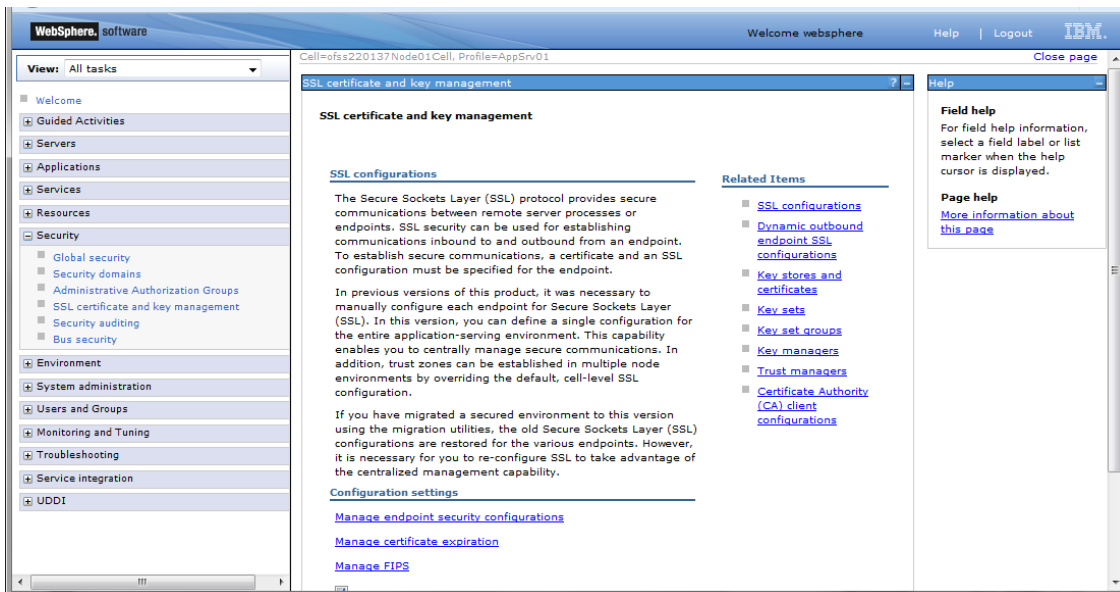 WebSphere. software
Welcome websphere
Help | Logout
IBM.
View: All tasks
Welcome
Guided Activities
Servers
Applications
Services
Resources
Security
Global security
Security domains
Administrative Authorization Groups
SSL certificate and key management
Security auditing
Bus security
Environment
System administration
Users and Groups
Monitoring and Tuning
Troubleshooting
Service integration
UDDI
Cell=ofss220137Node01Cell, Profile=AppSrv01
Close page
SSL certificate and key management
? -
SSL certificate and key management
SSL configurations
The Secure Sockets Layer (SSL) protocol provides secure
communications between remote server processes or
endpoints. SSL security can be used for establishing
communications inbound to and outbound from an endpoint.
To establish secure communications, a certificate and an SSL
configuration must be specified for the endpoint.
In previous versions of this product, it was necessary to
manually configure each endpoint for Secure Sockets Layer
(SSL). In this version, you can define a single configuration for
the entire application-serving environment. This capability
enables you to centrally manage secure communications. In
addition, trust zones can be established in multiple node
environments by overriding the default, cell-level SSL
configuration.
If you have migrated a secured environment to this version
using the migration utilities, the old Secure Sockets Layer (SSL)
configurations are restored for the various endpoints. However,
it is necessary for you to re-configure SSL to take advantage of
the centralized management capability.
Configuration settings
Manage endpoint security configurations
Manage certificate expiration
Manage FIPS
Related Items
SSL configurations
Dynamic outbound
endpoint SSL
configurations
Key stores and
certificates
Key sets
Key set groups
Key managers
Trust managers
Certificate Authority
(CA) client
configurations
Help
Field help
For field help information,
select a field label or list
marker when the help
cursor is displayed.
Page help
More information about
this page